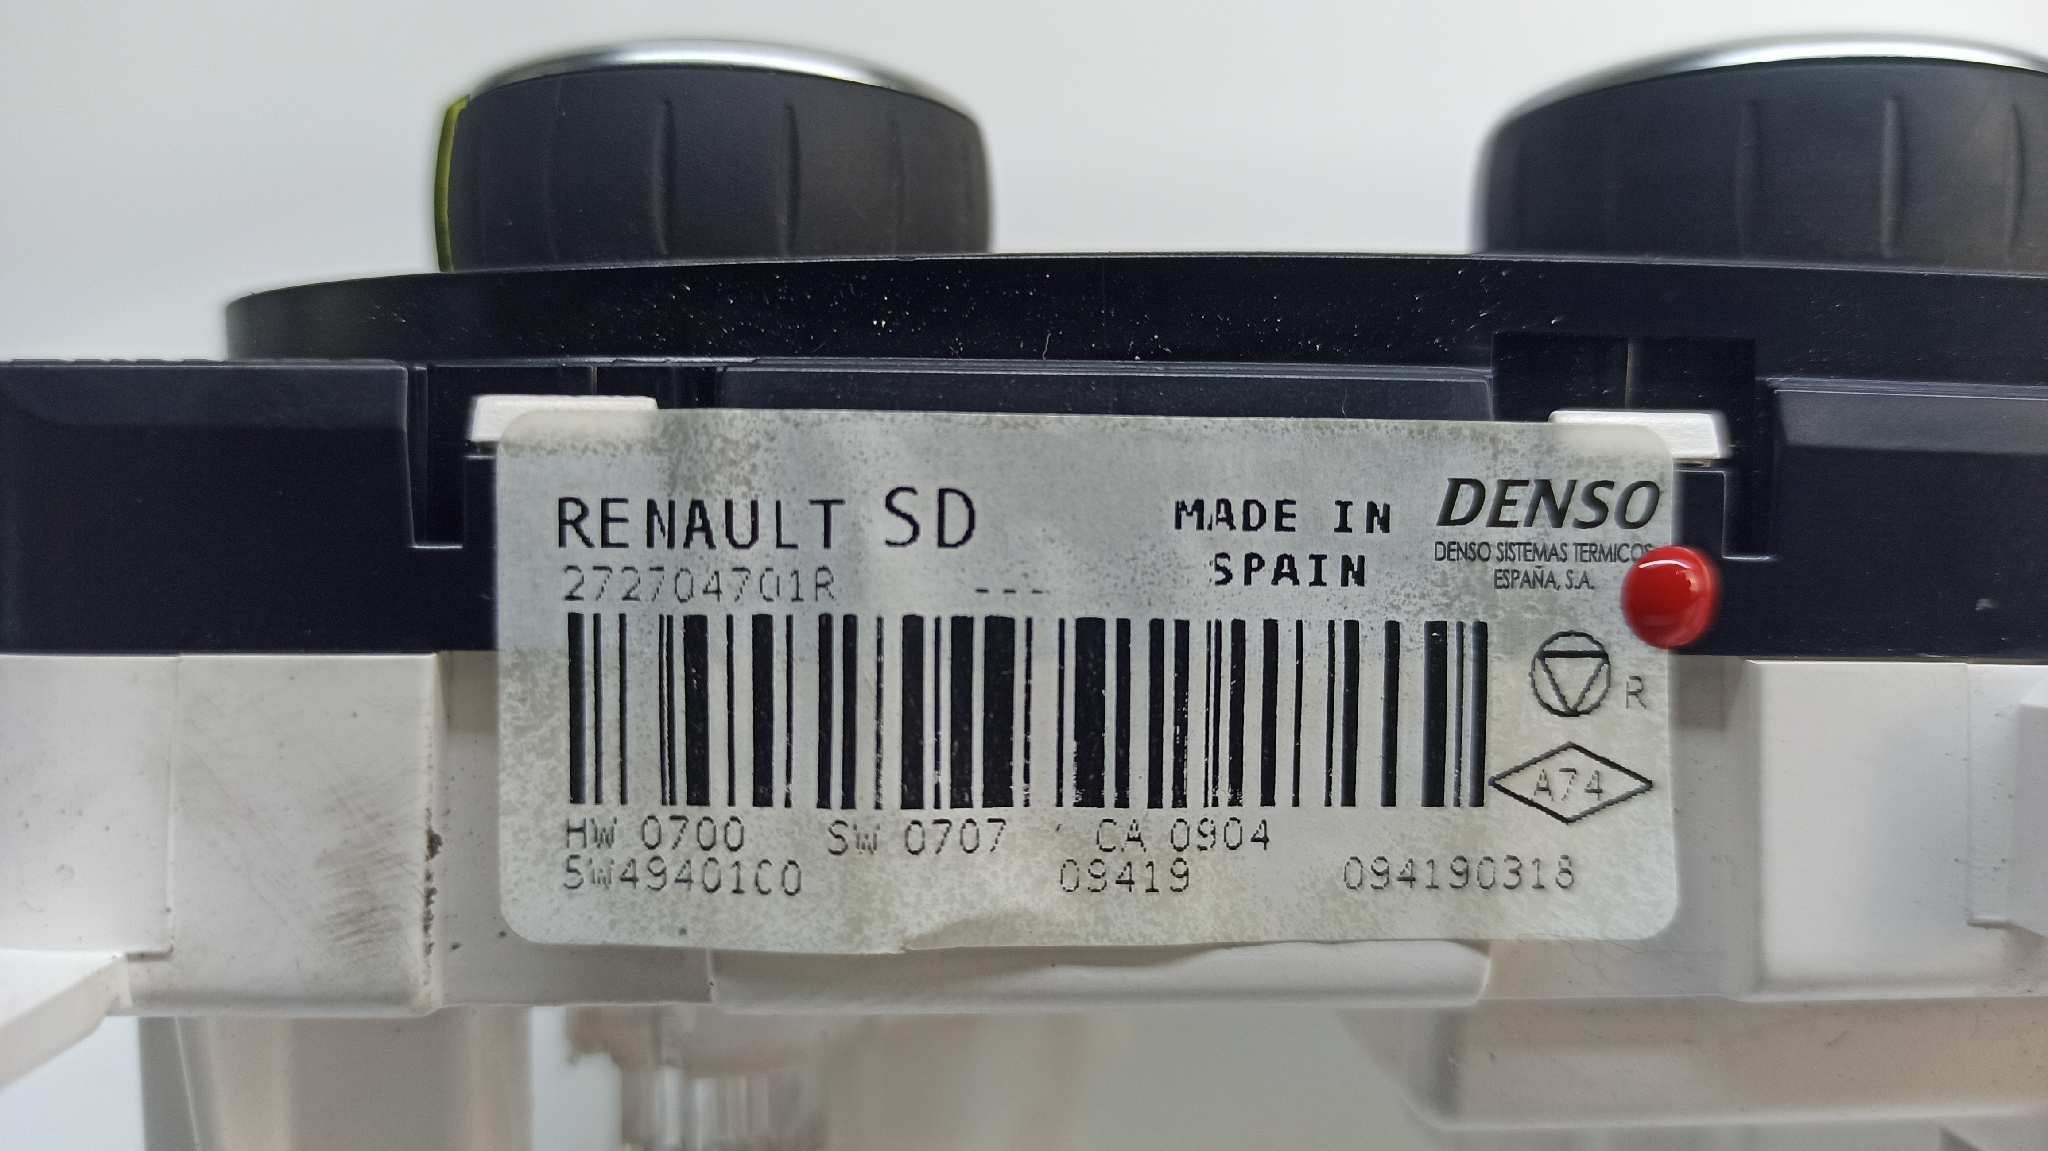 RENAULT SD
272704701R ---
MADE IN
SPAIN
DENSO
DENSO SISTEMAS TERMICOS
ESPAÑA, S.A.
R
A74
HW 0700 SW 0707 CA 0904
5W49401C0 09419 094190318